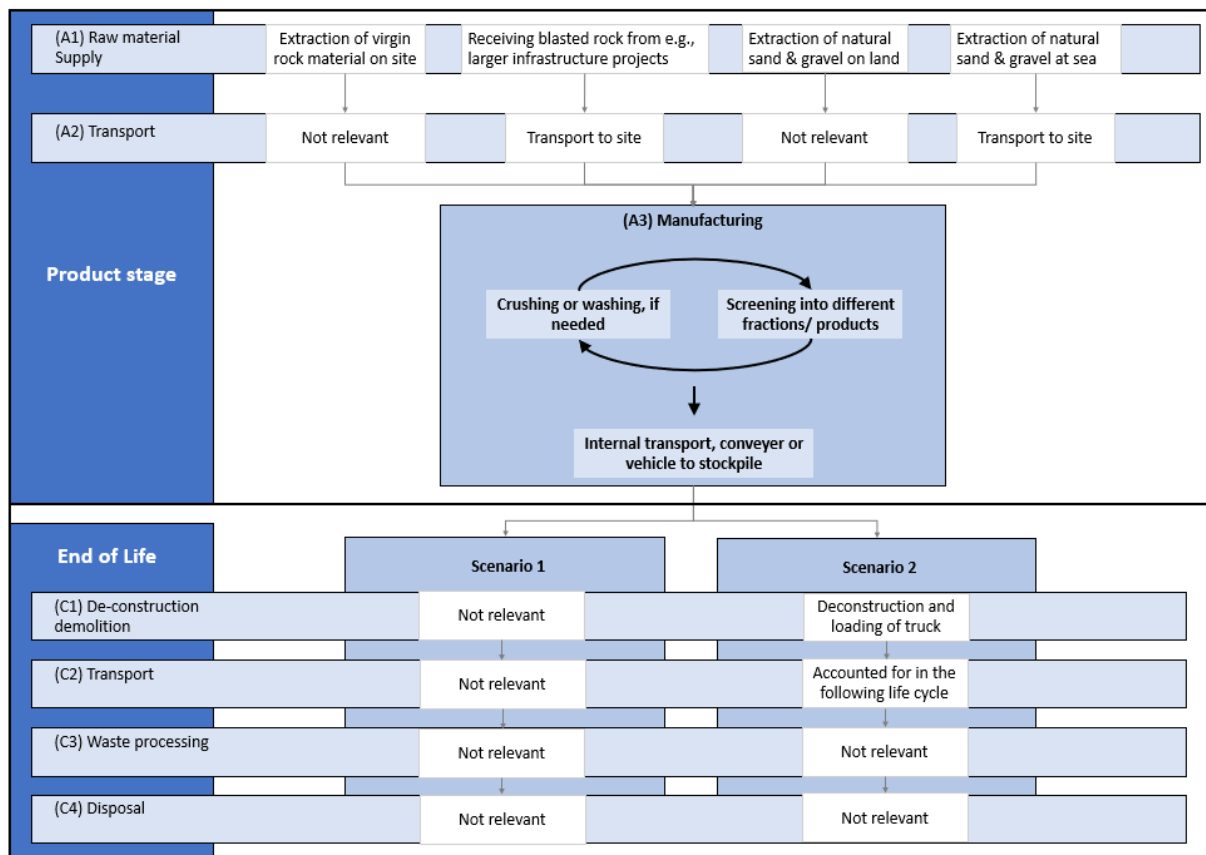 (A1) Raw material
Supply
Extraction of virgin
rock material on site
Receiving blasted rock from e.g.,
larger infrastructure projects
Extraction of natural
sand & gravel on land
Extraction of natural
sand & gravel at sea
(A2) Transport
Not relevant
Transport to site
Not relevant
Transport to site
Product stage
(A3) Manufacturing
Crushing or washing, if
needed
Screening into different
fractions/ products
Internal transport, conveyer or
vehicle to stockpile
End of Life
Scenario 1
Scenario 2
(C1) De-construction
demolition
Not relevant
Deconstruction and
loading of truck
(C2) Transport
Not relevant
Accounted for in the
following life cycle
(C3) Waste processing
Not relevant
Not relevant
(C4) Disposal
Not relevant
Not relevant